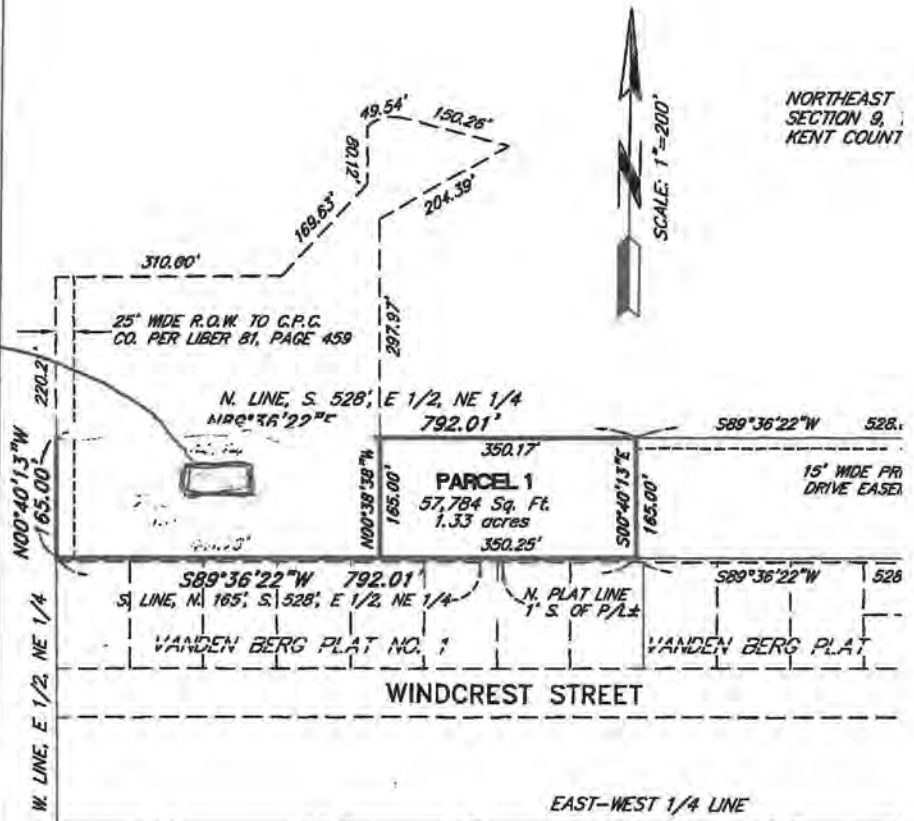 NORTHEAST
SECTION 9,
KENT COUNT
SCALE: 1"=200'
49.54'
150.26'
80.12'
204.39'
169.63'
310.60'
297.97'
220.2
25' WIDE R.O.W. TO C.P.C.
CO. PER LIBER 81, PAGE 459
N. LINE, S. 528', E 1/2, NE 1/4
N89°36'22"E
792.01'
S89°36'22"W 528.
350.17'
PARCEL 1
57,784 Sq. Ft.
1.33 acres
350.25'
N00°40'13"W
165.00'
N00°38'38"W
165.00'
S00°40'13"E
165.00'
15' WIDE PRI
DRIVE EASE
S89°36'22"W 792.01'
S89°36'22"W 528
S. LINE, N. 165', S. 528', E 1/2, NE 1/4
N. PLAT LINE
1' S. OF P/L±
VANDEN BERG PLAT NO. 1
VANDEN BERG PLAT
WINDCREST STREET
W. LINE, E 1/2, NE 1/4
EAST-WEST 1/4 LINE